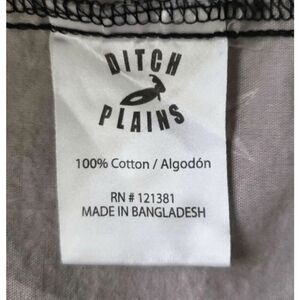 DITCH
PLAINS
100% Cotton / Algodón
RN # 121381
MADE IN BANGLADESH